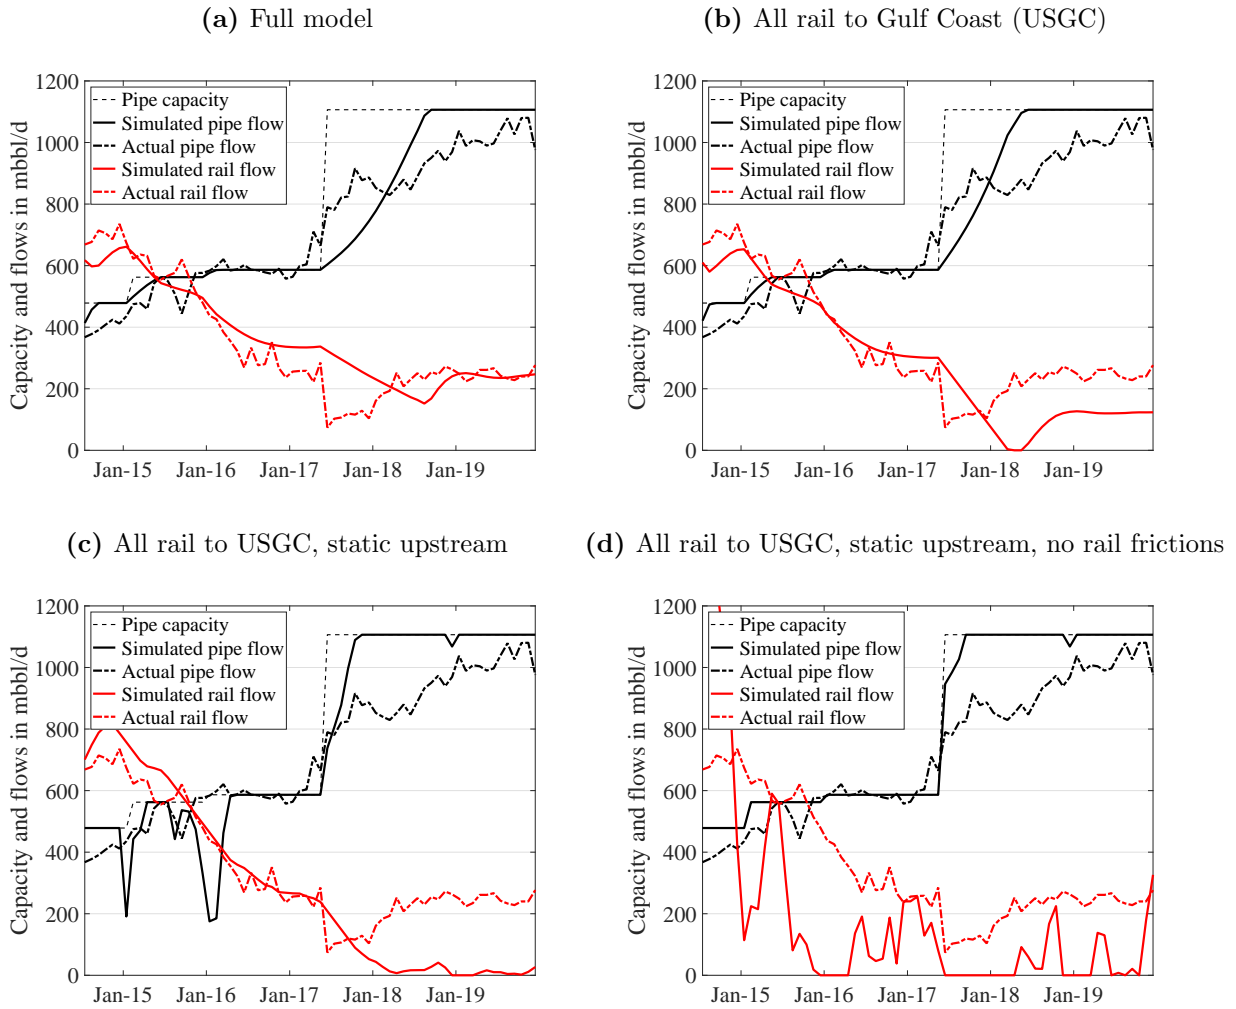 (a) Full model
(b) All rail to Gulf Coast (USGC)
Capacity and flows in mbbl/d
1200
1000
800
600
400
200
0
Pipe capacity
Simulated pipe flow
Actual pipe flow
Simulated rail flow
Actual rail flow
Jan-15 Jan-16 Jan-17 Jan-18 Jan-19
Capacity and flows in mbbl/d
1200
1000
800
600
400
200
0
Pipe capacity
Simulated pipe flow
Actual pipe flow
Simulated rail flow
Actual rail flow
Jan-15 Jan-16 Jan-17 Jan-18 Jan-19
(c) All rail to USGC, static upstream
(d) All rail to USGC, static upstream, no rail frictions
Capacity and flows in mbbl/d
1200
1000
800
600
400
200
0
Pipe capacity
Simulated pipe flow
Actual pipe flow
Simulated rail flow
Actual rail flow
Jan-15 Jan-16 Jan-17 Jan-18 Jan-19
Capacity and flows in mbbl/d
1200
1000
800
600
400
200
0
Pipe capacity
Simulated pipe flow
Actual pipe flow
Simulated rail flow
Actual rail flow
Jan-15 Jan-16 Jan-17 Jan-18 Jan-19